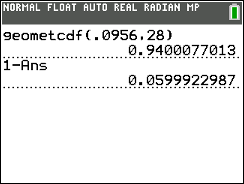 NORMAL FLOAT AUTO REAL RADIAN MP
geometcdf(.0956,28)
0.9400077013
1-Ans
0.0599922987